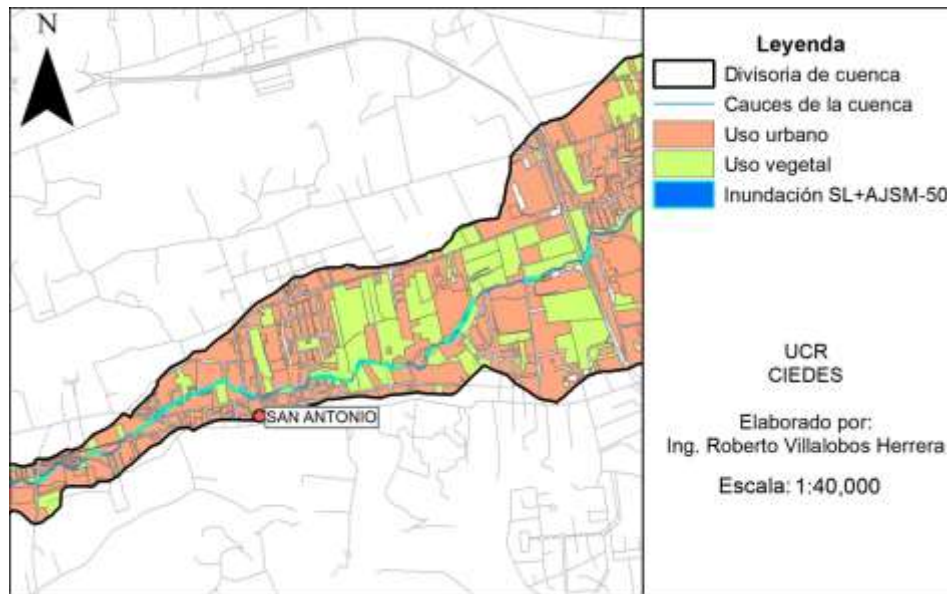 N
SAN ANTONIO
Leyenda
Divisoria de cuenca
Cauces de la cuenca
Uso urbano
Uso vegetal
Inundación SL+AJSM-50
UCR
CIEDES
Elaborado por:
Ing. Roberto Villalobos Herrera
Escala: 1:40,000